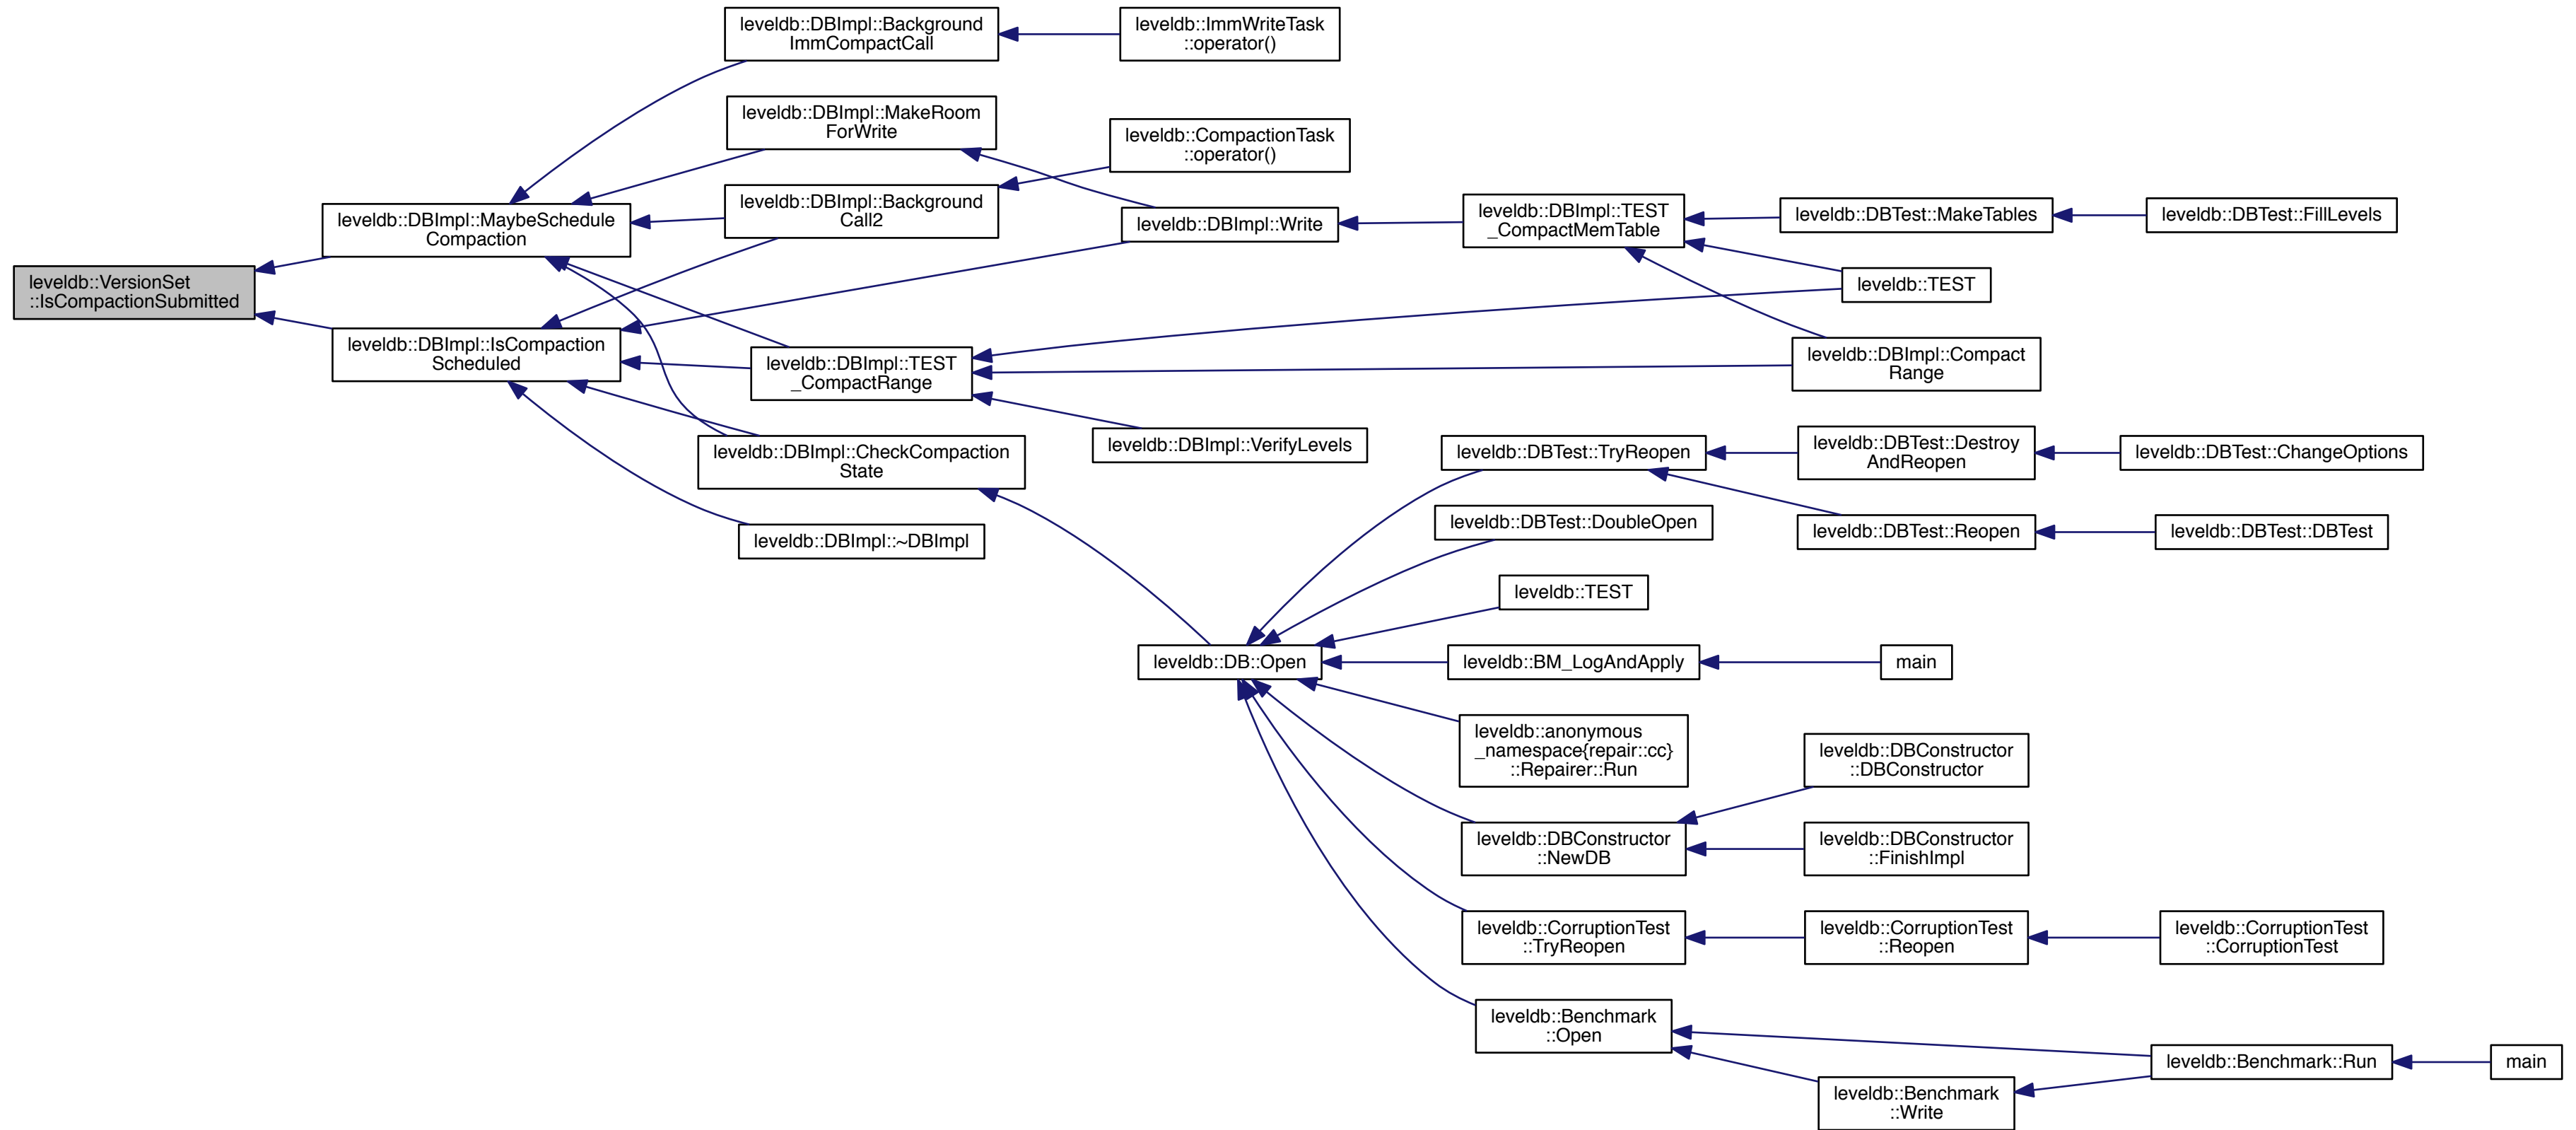 leveldb::DBImpl::Background
ImmCompactCall
leveldb::ImmWriteTask
::operator()
leveldb::DBImpl::MakeRoom
ForWrite
leveldb::CompactionTask
::operator()
leveldb::DBImpl::MaybeSchedule
Compaction
leveldb::DBImpl::Background
Call2
leveldb::DBImpl::Write
leveldb::DBImpl::TEST
_CompactMemTable
leveldb::DBTest::MakeTables
leveldb::DBTest::FillLevels
leveldb::VersionSet
::IsCompactionSubmitted
leveldb::TEST
leveldb::DBImpl::IsCompaction
Scheduled
leveldb::DBImpl::TEST
_CompactRange
leveldb::DBImpl::Compact
Range
leveldb::DBImpl::VerifyLevels
leveldb::DBImpl::CheckCompaction
State
leveldb::DBTest::TryReopen
leveldb::DBTest::Destroy
AndReopen
leveldb::DBTest::ChangeOptions
leveldb::DBTest::DoubleOpen
leveldb::DBTest::Reopen
leveldb::DBTest::DBTest
leveldb::DBImpl::~DBImpl
leveldb::TEST
leveldb::DB::Open
leveldb::BM_LogAndApply
main
leveldb::anonymous
_namespace{repair::cc}
::Repairer::Run
leveldb::DBConstructor
::DBConstructor
leveldb::DBConstructor
::NewDB
leveldb::DBConstructor
::FinishImpl
leveldb::CorruptionTest
::TryReopen
leveldb::CorruptionTest
::Reopen
leveldb::CorruptionTest
::CorruptionTest
leveldb::Benchmark
::Open
leveldb::Benchmark::Run
main
leveldb::Benchmark
::Write